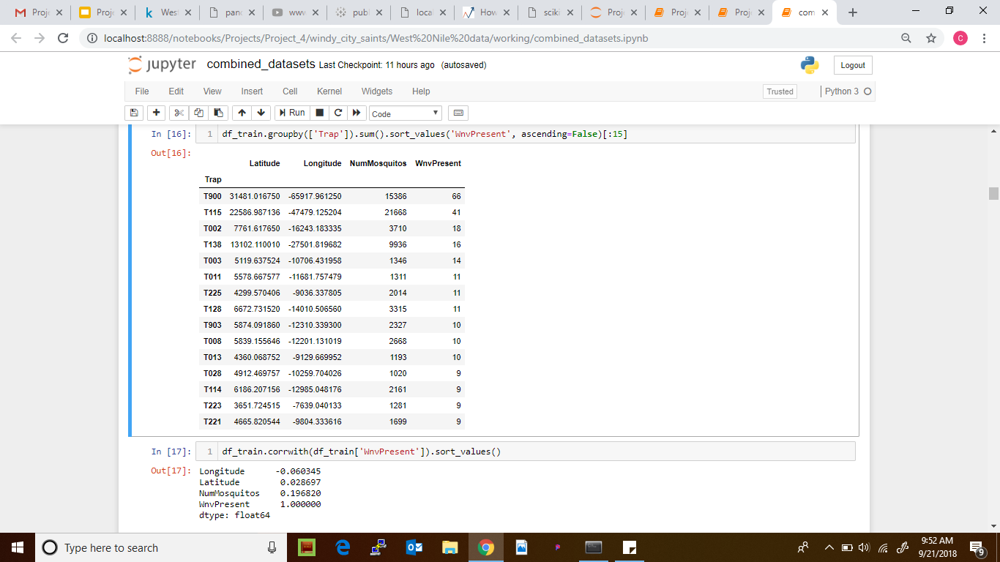 Proje
Proje
k West
pand
www
publ
local
How
sciki
Proje
Proje
Proje
com
localhost:8888/notebooks/Projects/Project_4/windy_city_saints/West%20Nile%20data/working/combined_datasets.ipynb
C
jupyter combined_datasets Last Checkpoint: 11 hours ago (autosaved)
Logout
File Edit View Insert Cell Kernel Widgets Help
Trusted Python 3
Run Code
In [16]: 1 df_train.groupby(['Trap']).sum().sort_values('WnvPresent', ascending=False)[:15]
Out[16]:
Latitude Longitude NumMosquitos WnvPresent
Trap
T900 31481.016750 -65917.961250 15386 66
T115 22586.987136 -47479.125204 21668 41
T002 7761.617650 -16243.183335 3710 18
T138 13102.110010 -27501.819682 9936 16
T003 5119.637524 -10706.431958 1346 14
T011 5578.667577 -11681.757479 1311 11
T225 4299.570406 -9036.337805 2014 11
T128 6672.731520 -14010.506560 3315 11
T903 5874.091860 -12310.339300 2327 10
T008 5839.155646 -12201.131019 2668 10
T013 4360.068752 -9129.669952 1193 10
T028 4912.469757 -10259.704026 1020 9
T114 6186.207156 -12985.048176 2161 9
T223 3651.724515 -7639.040133 1281 9
T221 4665.820544 -9804.333616 1699 9
In [17]: 1 df_train.corrwith(df_train['WnvPresent']).sort_values()
Out[17]: Longitude -0.060345
Latitude 0.028697
NumMosquitos 0.196820
WnvPresent 1.000000
dtype: float64
Type here to search
9:52 AM
9/21/2018
9